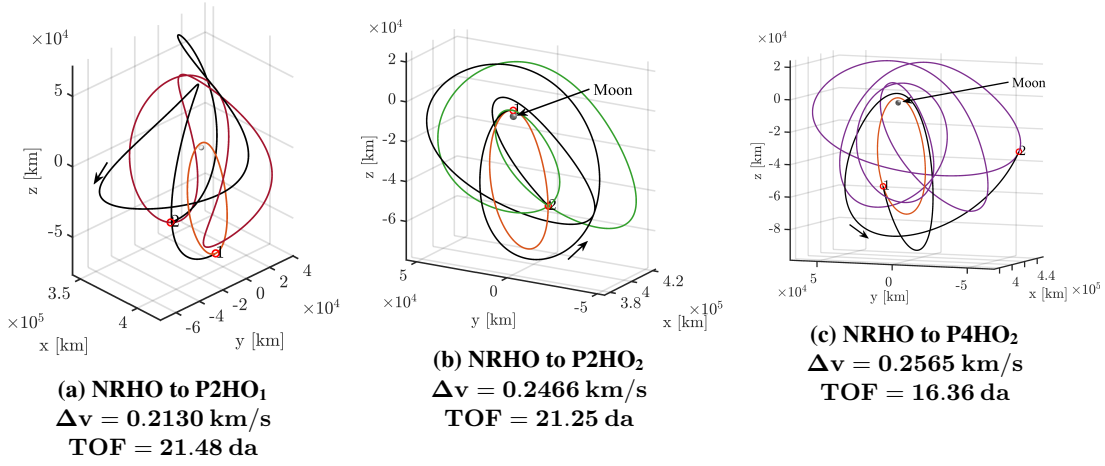 ×10⁴
5
0
-5
z [km]
2
1
3.5
4
×10⁵
x [km]
-6
-4
-2
0
2
4
×10⁴
y [km]
(a) NRHO to P2HO₁
Δv = 0.2130 km/s
TOF = 21.48 da
×10⁴
2
0
-2
-4
-6
z [km]
1
Moon
2
5
0
-5
×10⁴
y [km]
3.8
4
4.2
×10⁵
x [km]
(b) NRHO to P2HO₂
Δv = 0.2466 km/s
TOF = 21.25 da
×10⁴
2
0
-2
-4
-6
-8
z [km]
Moon
1
2
5
0
-5
×10⁴
y [km]
4
4.4
×10⁵
x [km]
(c) NRHO to P4HO₂
Δv = 0.2565 km/s
TOF = 16.36 da